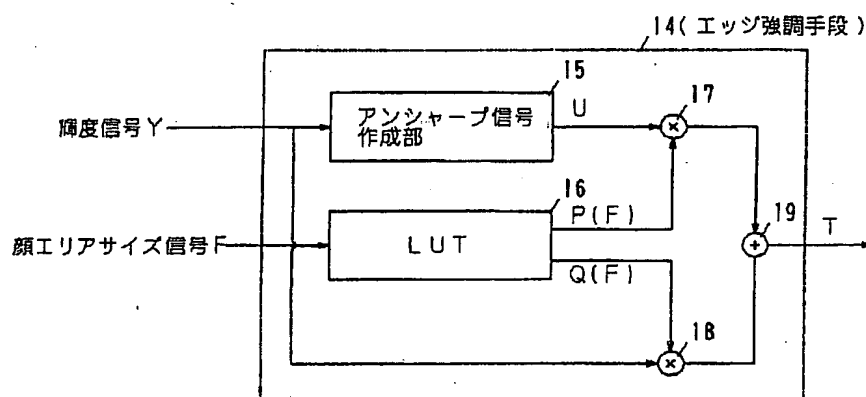 14(エッジ強調手段)
15
アンシャープ信号
作成部
U
17
輝度信号Y
16
LUT
P(F)
Q(F)
顔エリアサイズ信号F
19
T
18